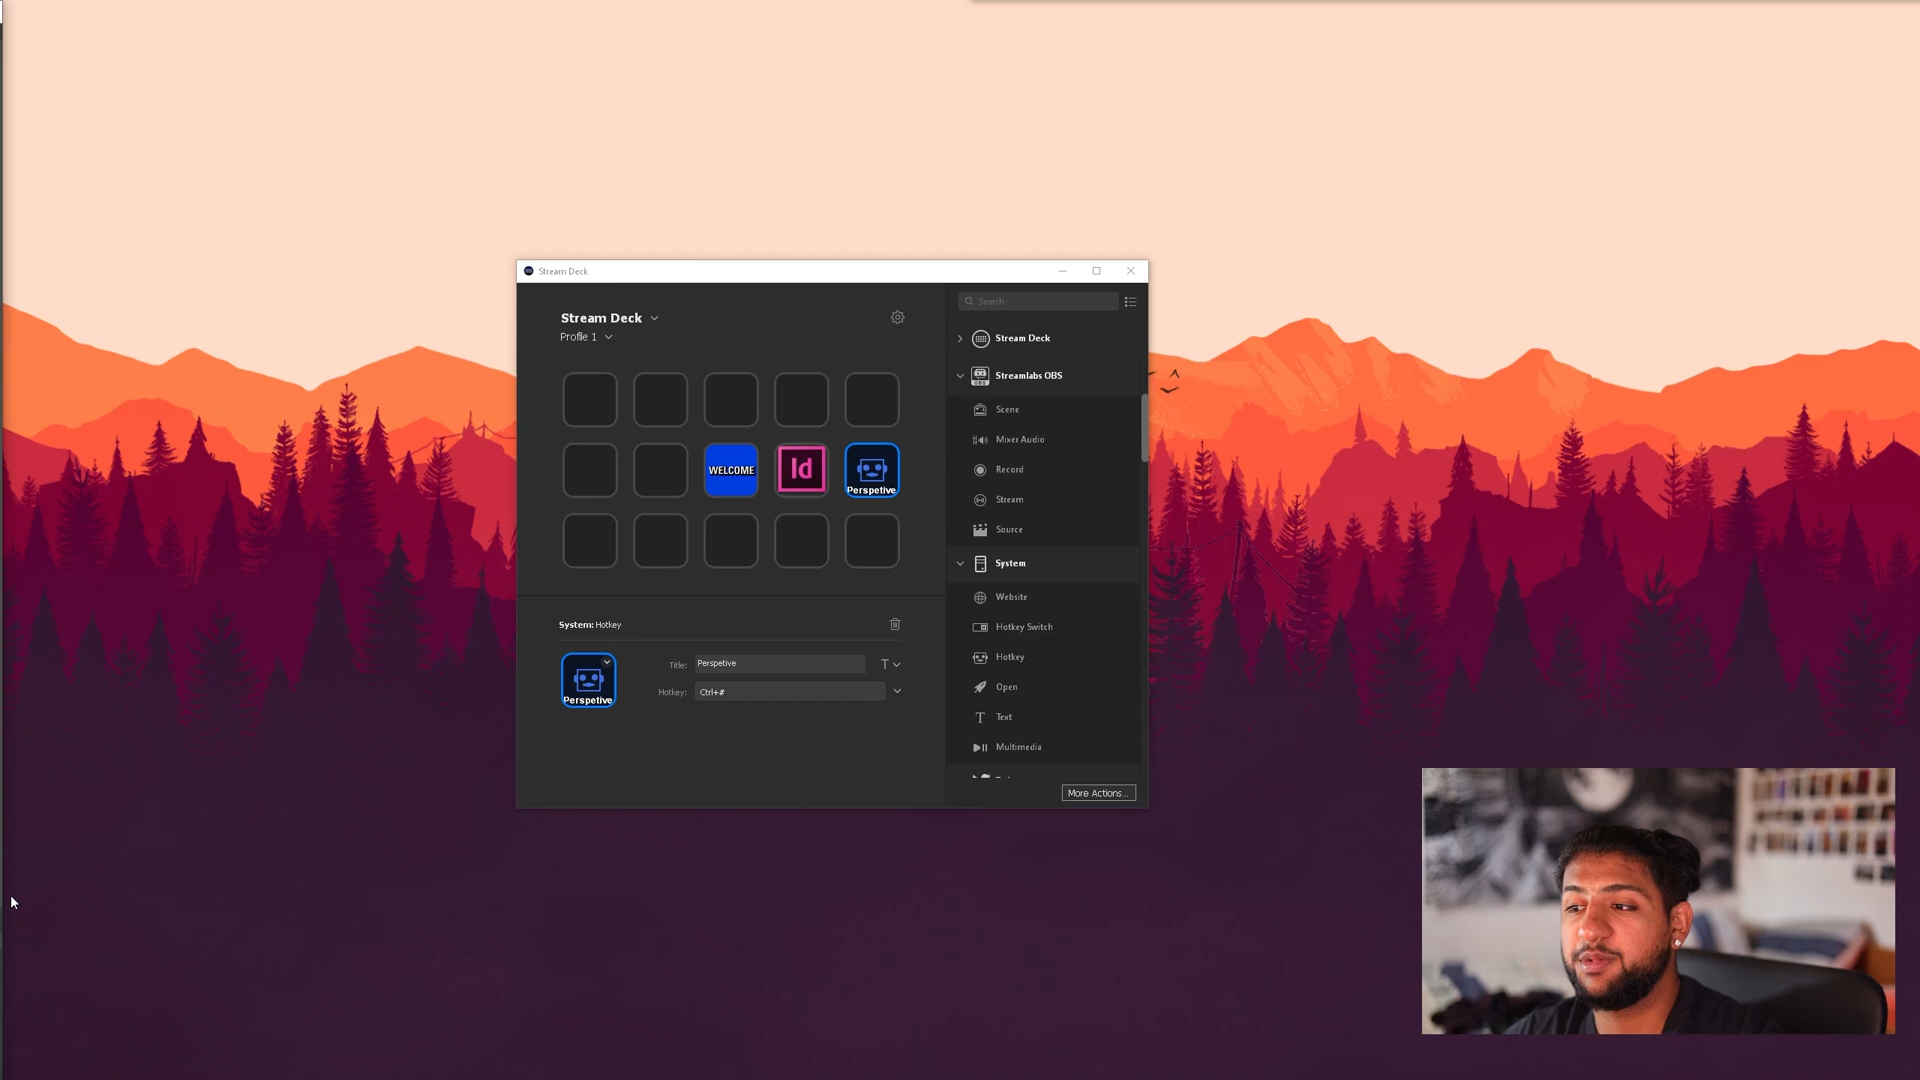 Stream Deck
Stream Deck
Profile 1
WELCOME
Id
Perspetive
System: Hotkey
Perspetive
Title: Perspetive
T
Hotkey: Ctrl+#
Search
Stream Deck
OBS
Streamlabs OBS
Scene
Mixer Audio
Record
Stream
Source
System
Website
Hotkey Switch
Hotkey
Open
T Text
Multimedia
More Actions...